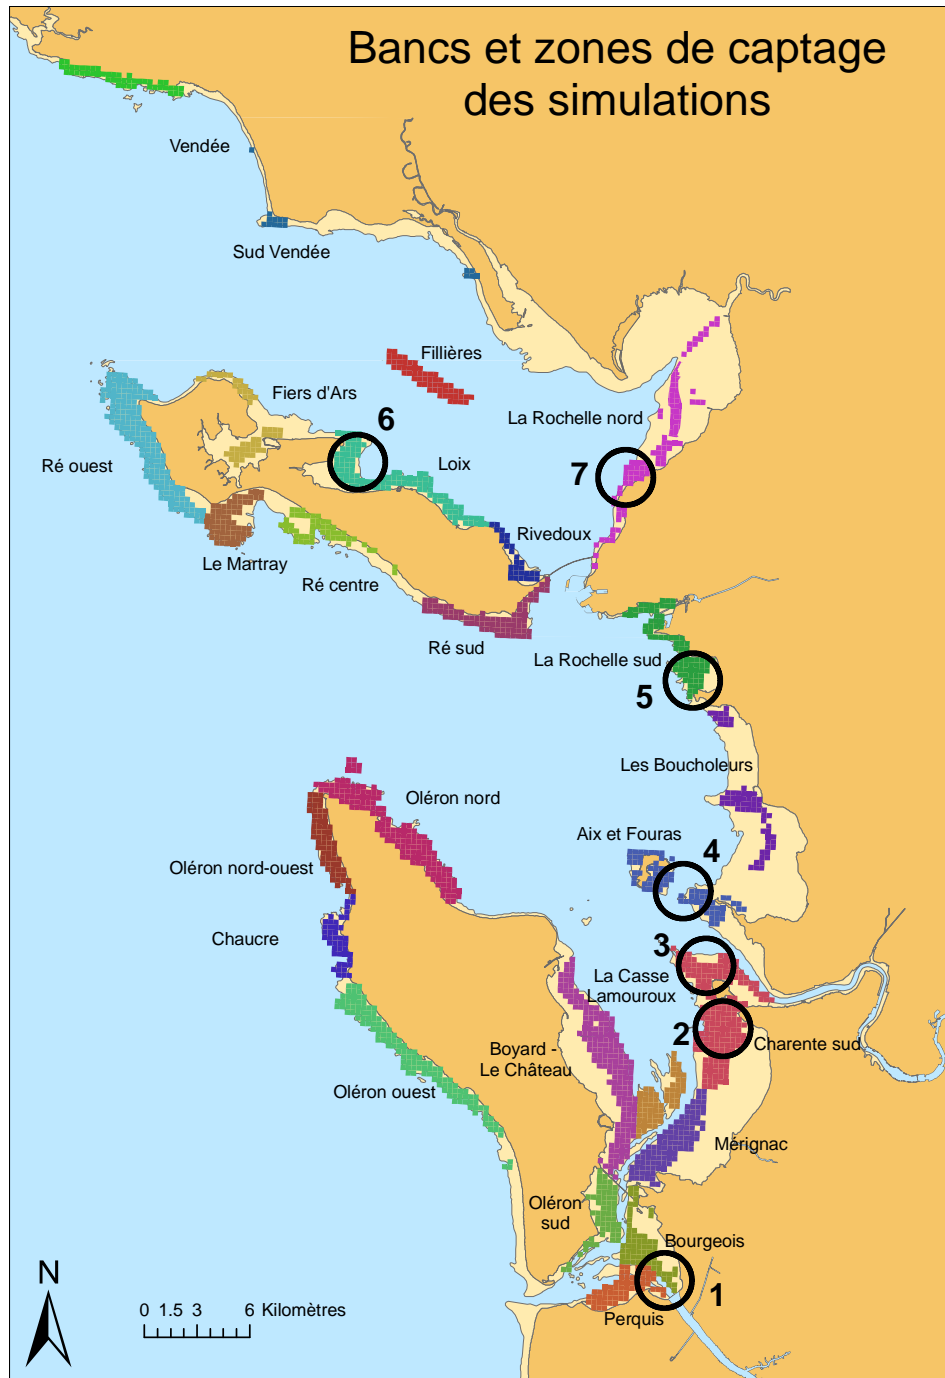 Bancs et zones de captage
des simulations
Vendée
Sud Vendée
Fillières
Fiers d'Ars
6
La Rochelle nord
Ré ouest
Loix
7
Rivedoux
Le Martray
Ré centre
Ré sud
La Rochelle sud
5
Les Boucholeurs
Oléron nord
Aix et Fouras
4
Oléron nord-ouest
Chaucre
3
La Casse
Lamouroux
2
Charente sud
Boyard -
Le Château
Oléron ouest
Mérignac
Oléron
sud
Bourgeois
1
Perquis
N
0 1.5 3 6 Kilomètres